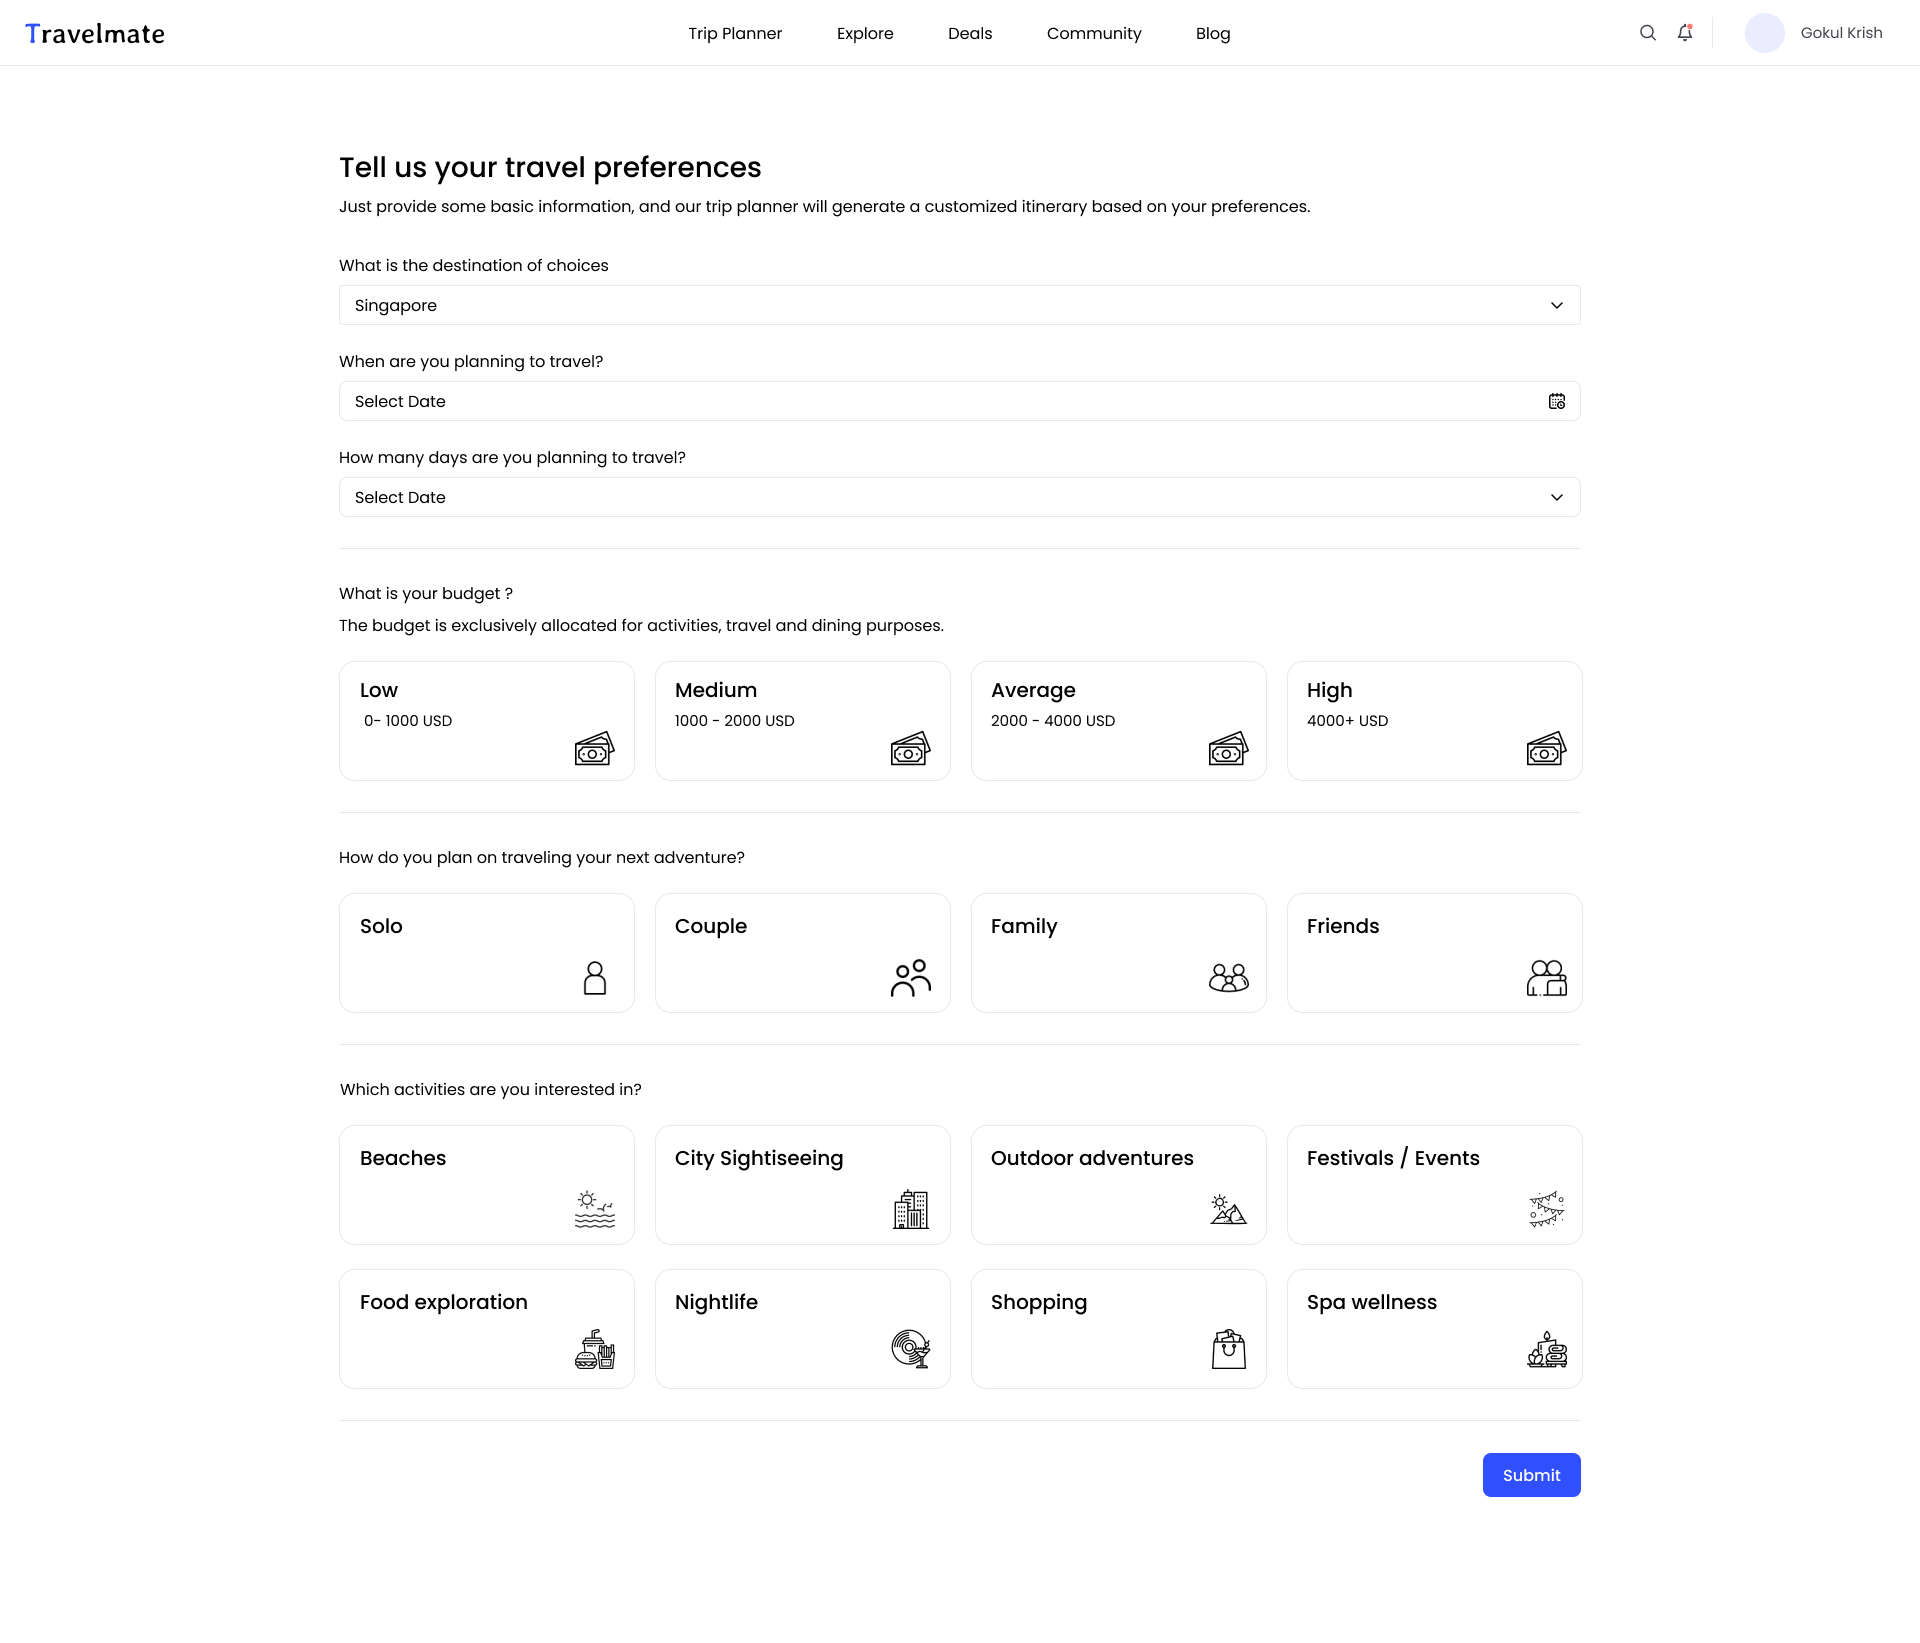 Travelmate
Trip Planner
Explore
Deals
Community
Blog
Gokul Krish
Tell us your travel preferences
Just provide some basic information, and our trip planner will generate a customized itinerary based on your preferences.
What is the destination of choices
Singapore
When are you planning to travel?
Select Date
How many days are you planning to travel?
Select Date
What is your budget ?
The budget is exclusively allocated for activities, travel and dining purposes.
Low
0- 1000 USD
Medium
1000 - 2000 USD
Average
2000 - 4000 USD
High
4000+ USD
How do you plan on traveling your next adventure?
Solo
Couple
Family
Friends
Which activities are you interested in?
Beaches
City Sightiseeing
Outdoor adventures
Festivals / Events
Food exploration
Nightlife
Shopping
Spa wellness
Submit